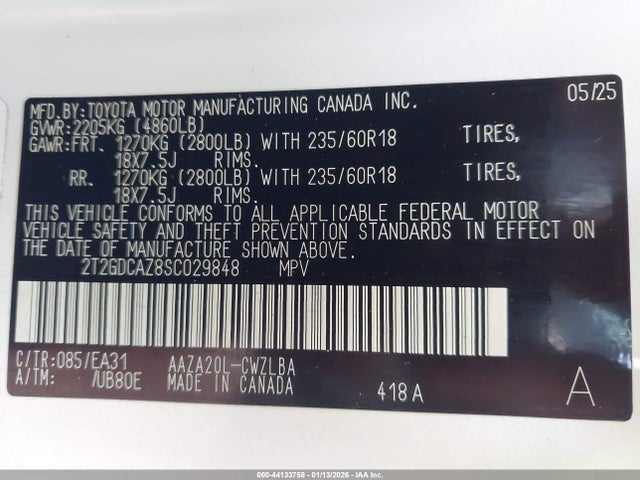 MFD.BY:TOYOTA MOTOR MANUFACTURING CANADA INC. 05/25
GVWR:2205KG (4860LB)
GAWR:FRT. 1270KG (2800LB) WITH 235/60R18 TIRES,
18X7.5J RIMS.
RR. 1270KG (2800LB) WITH 235/60R18 TIRES,
18X7.5J RIMS.
THIS VEHICLE CONFORMS TO ALL APPLICABLE FEDERAL MOTOR
VEHICLE SAFETY AND THEFT PREVENTION STANDARDS IN EFFECT ON
THE DATE OF MANUFACTURE SHOWN ABOVE.
2T2GDCAZ8SC029848 MPV
C/TR:085/EA31 AAZA20L-CWZLBA
A/TM: /UB80E MADE IN CANADA 418A A
000-44133758 - 01/13/2026 - IAA Inc.